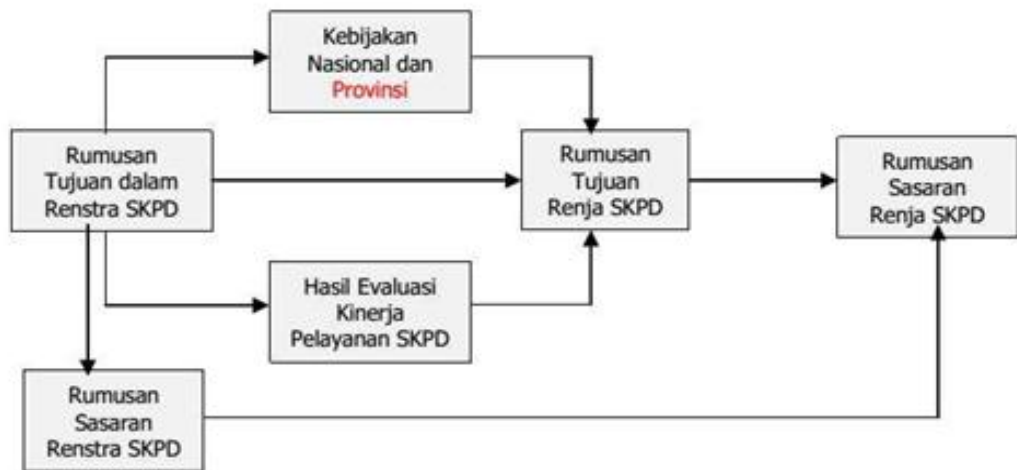 Kebijakan
Nasional dan
Provinsi
Rumusan
Tujuan dalam
Renstra SKPD
Rumusan
Tujuan
Renja SKPD
Rumusan
Sasaran
Renja SKPD
Hasil Evaluasi
Kinerja
Pelayanan SKPD
Rumusan
Sasaran
Renstra SKPD